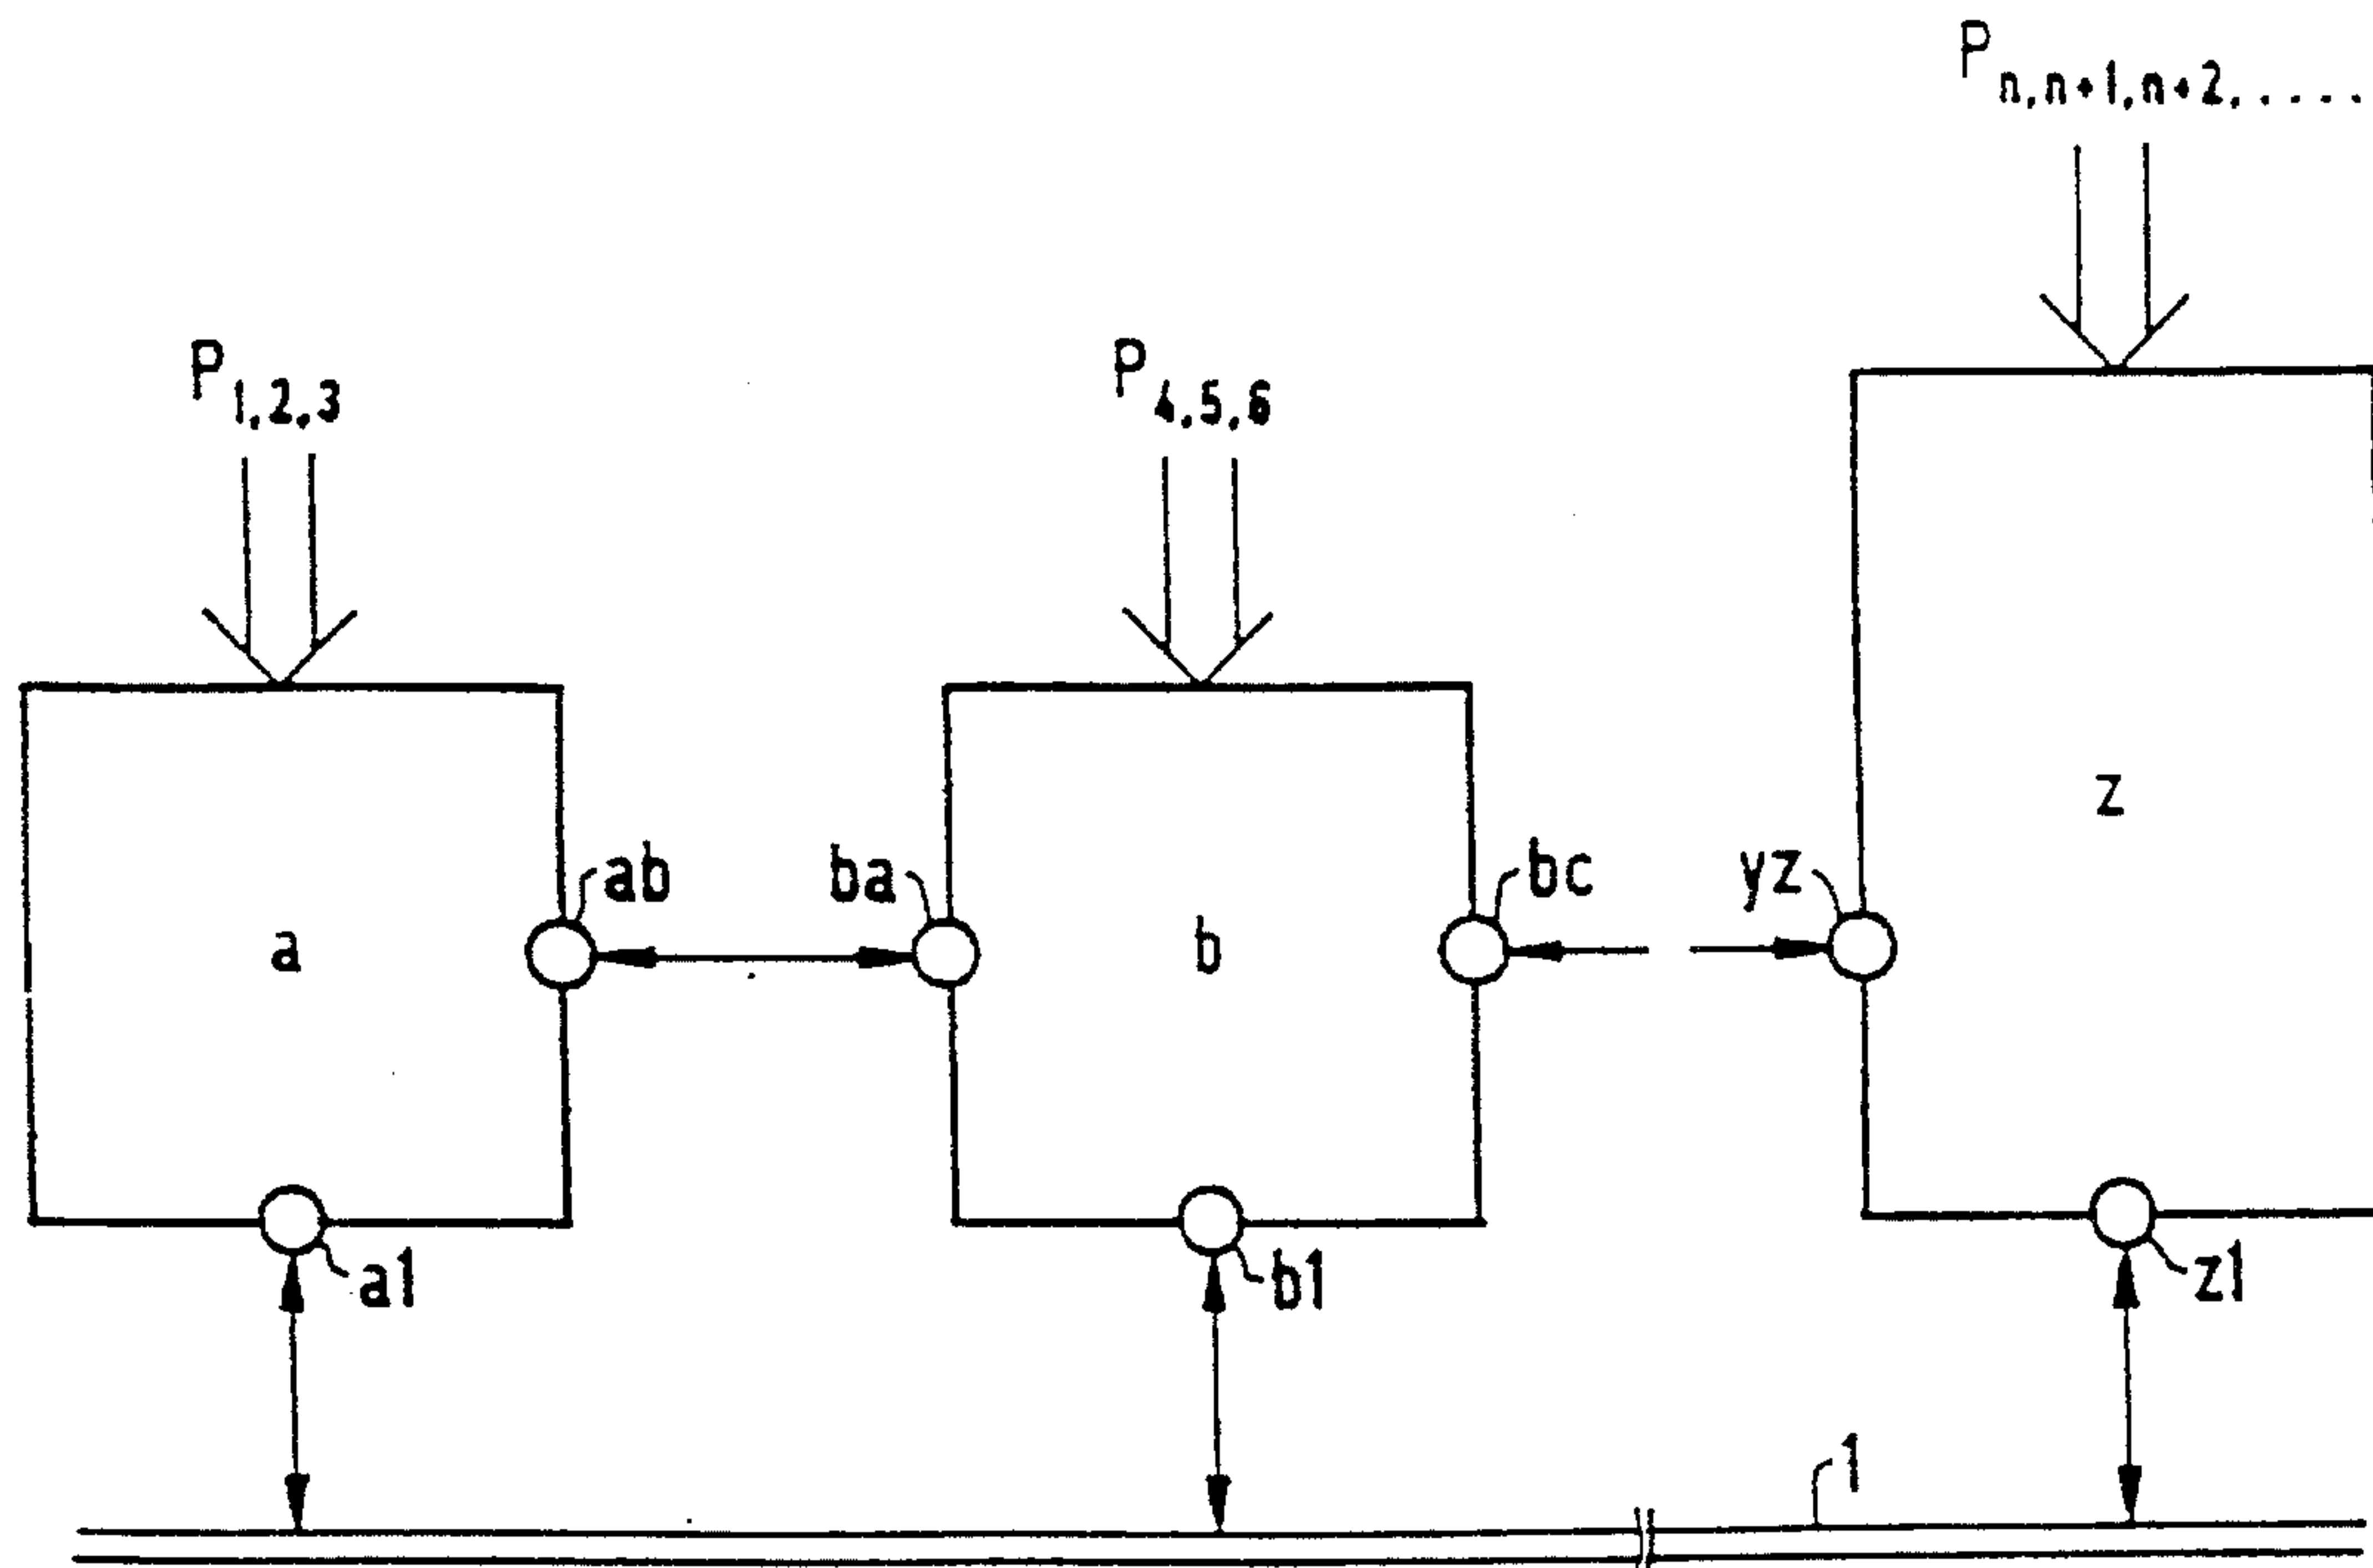 P n,n+1,n+2,.....
P 1,2,3
P 4,5,6
z
ab
ba
bc
yz
a
b
a1
b1
z1
1